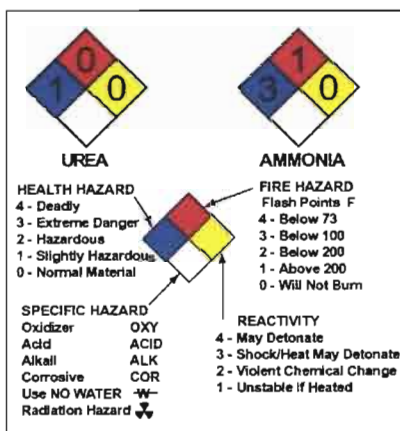 0
1
0
UREA
1
3
0
AMMONIA
HEALTH HAZARD
4 - Deadly
3 - Extreme Danger
2 - Hazardous
1 - Slightly Hazardous
0 - Normal Material
FIRE HAZARD
Flash Points F
4 - Below 73
3 - Below 100
2 - Below 200
1 - Above 200
0 - Will Not Burn
SPECIFIC HAZARD
Oxidizer OXY
Acid ACID
Alkali ALK
Corrosive COR
Use NO WATER W
Radiation Hazard
REACTIVITY
4 - May Detonate
3 - Shock/Heat May Detonate
2 - Violent Chemical Change
1 - Unstable If Heated